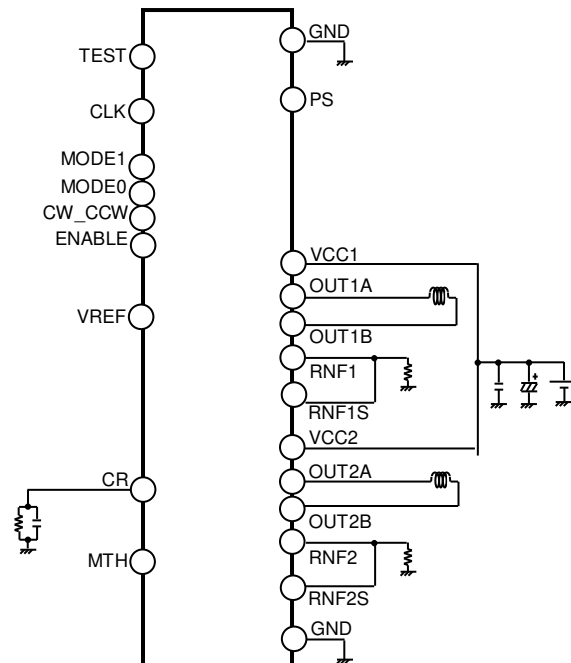 TEST
CLK
MODE1
MODE0
CW_CCW
ENABLE
VREF
CR
MTH
GND
PS
VCC1
OUT1A
OUT1B
RNF1
RNF1S
VCC2
OUT2A
OUT2B
RNF2
RNF2S
GND
+